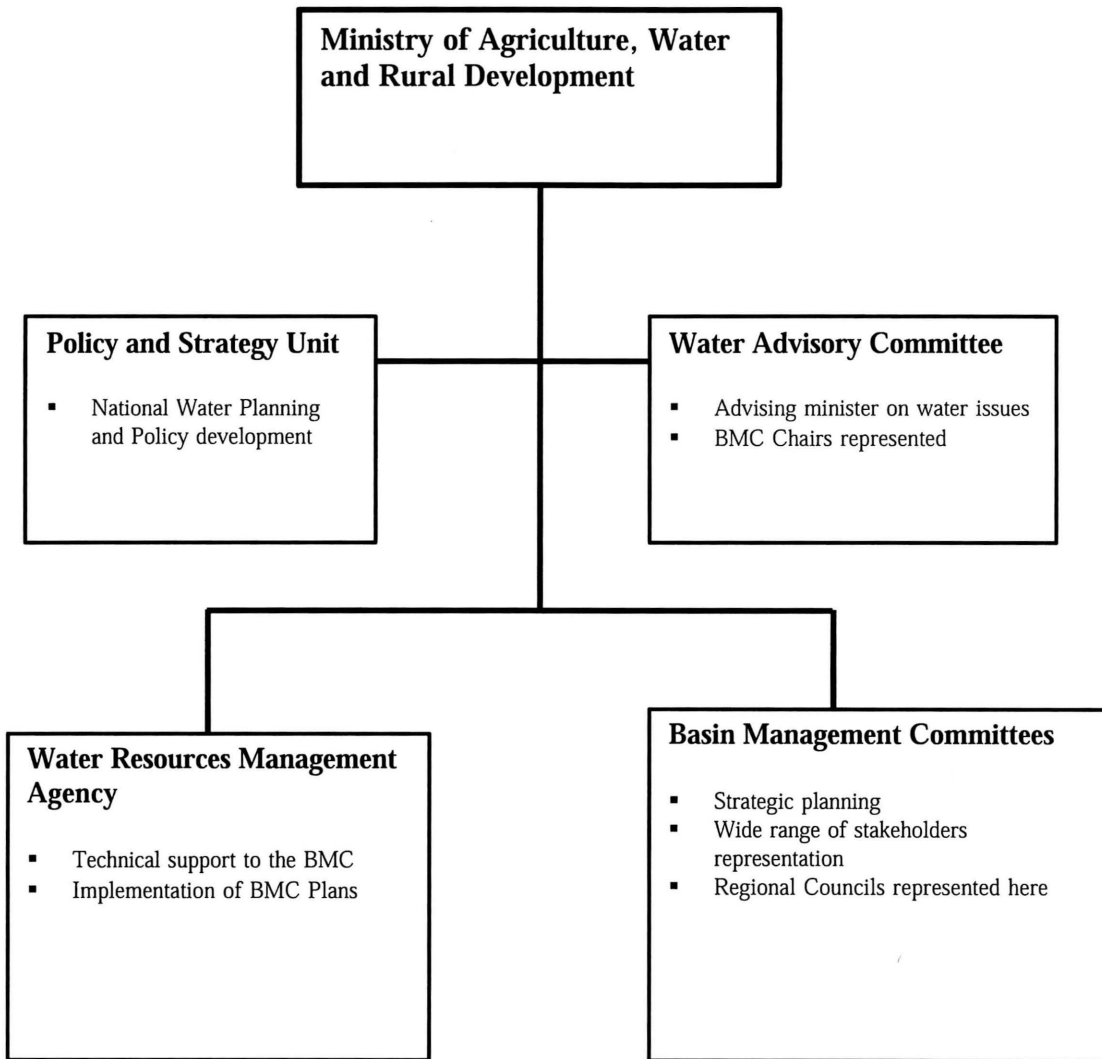 Ministry of Agriculture, Water
and Rural Development
Policy and Strategy Unit
▪ National Water Planning
and Policy development
Water Advisory Committee
▪ Advising minister on water issues
▪ BMC Chairs represented
Water Resources Management
Agency
▪ Technical support to the BMC
▪ Implementation of BMC Plans
Basin Management Committees
▪ Strategic planning
▪ Wide range of stakeholders
representation
▪ Regional Councils represented here